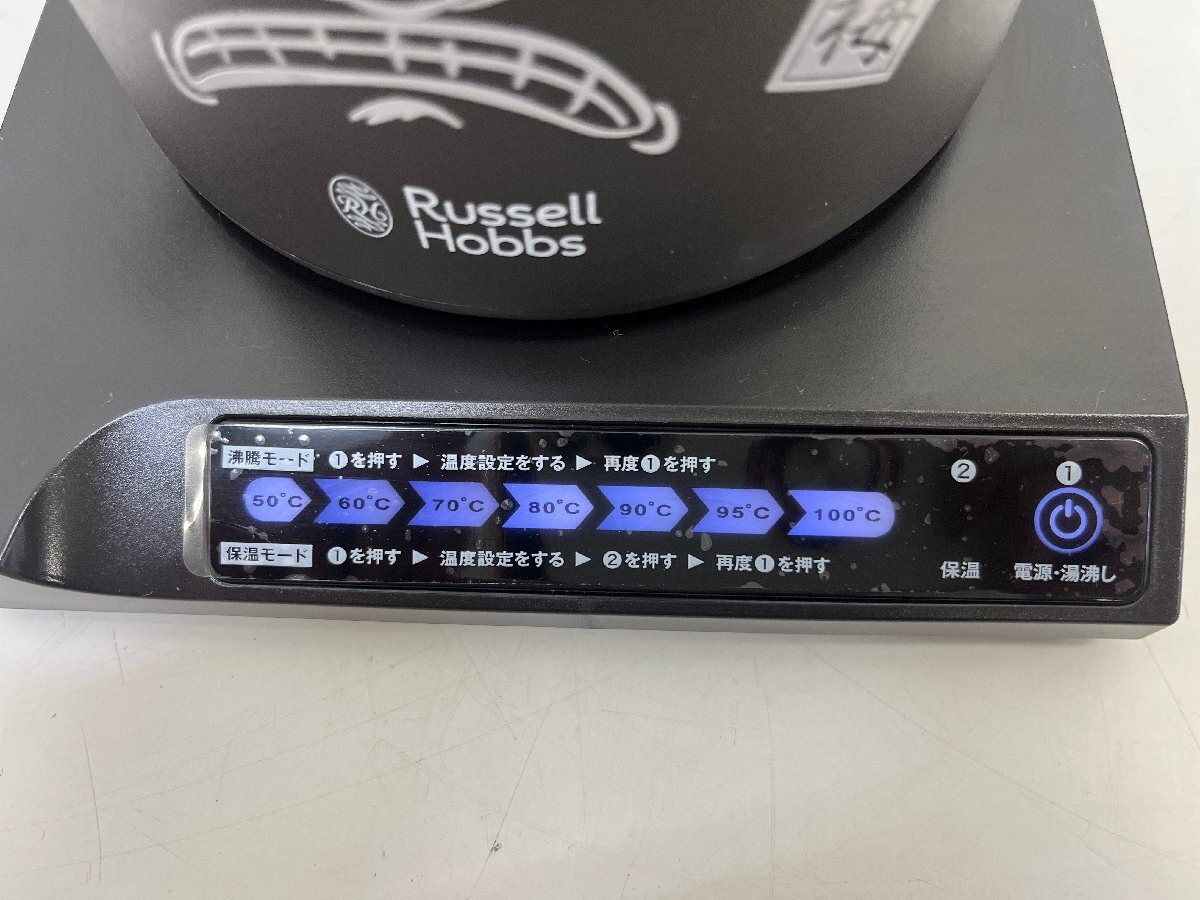 RH
Russell
Hobbs
沸騰モード ❶を押す ▶ 温度設定をする ▶ 再度❶を押す
❷ ❶
50°C 60°C 70°C 80°C 90°C 95°C 100°C
保温モード ❶を押す ▶ 温度設定をする ▶ ❷を押す ▶ 再度❶を押す
保温 電源・湯沸し